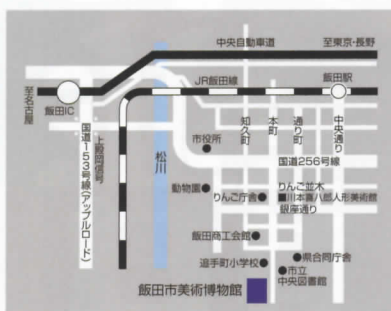 中央自動車道
至東京・長野
JR飯田線
飯田駅
至名古屋
飯田IC
国道153号線(アップルロード)
上飯田信号
松川
知久町
本町
通り町
中央通り
市役所
国道256号線
動物園
りんご庁舎
りんご並木
川本喜八郎人形美術館
銀座通り
飯田商工会館
追手町小学校
県合同庁舎
市立
中央図書館
飯田市美術博物館